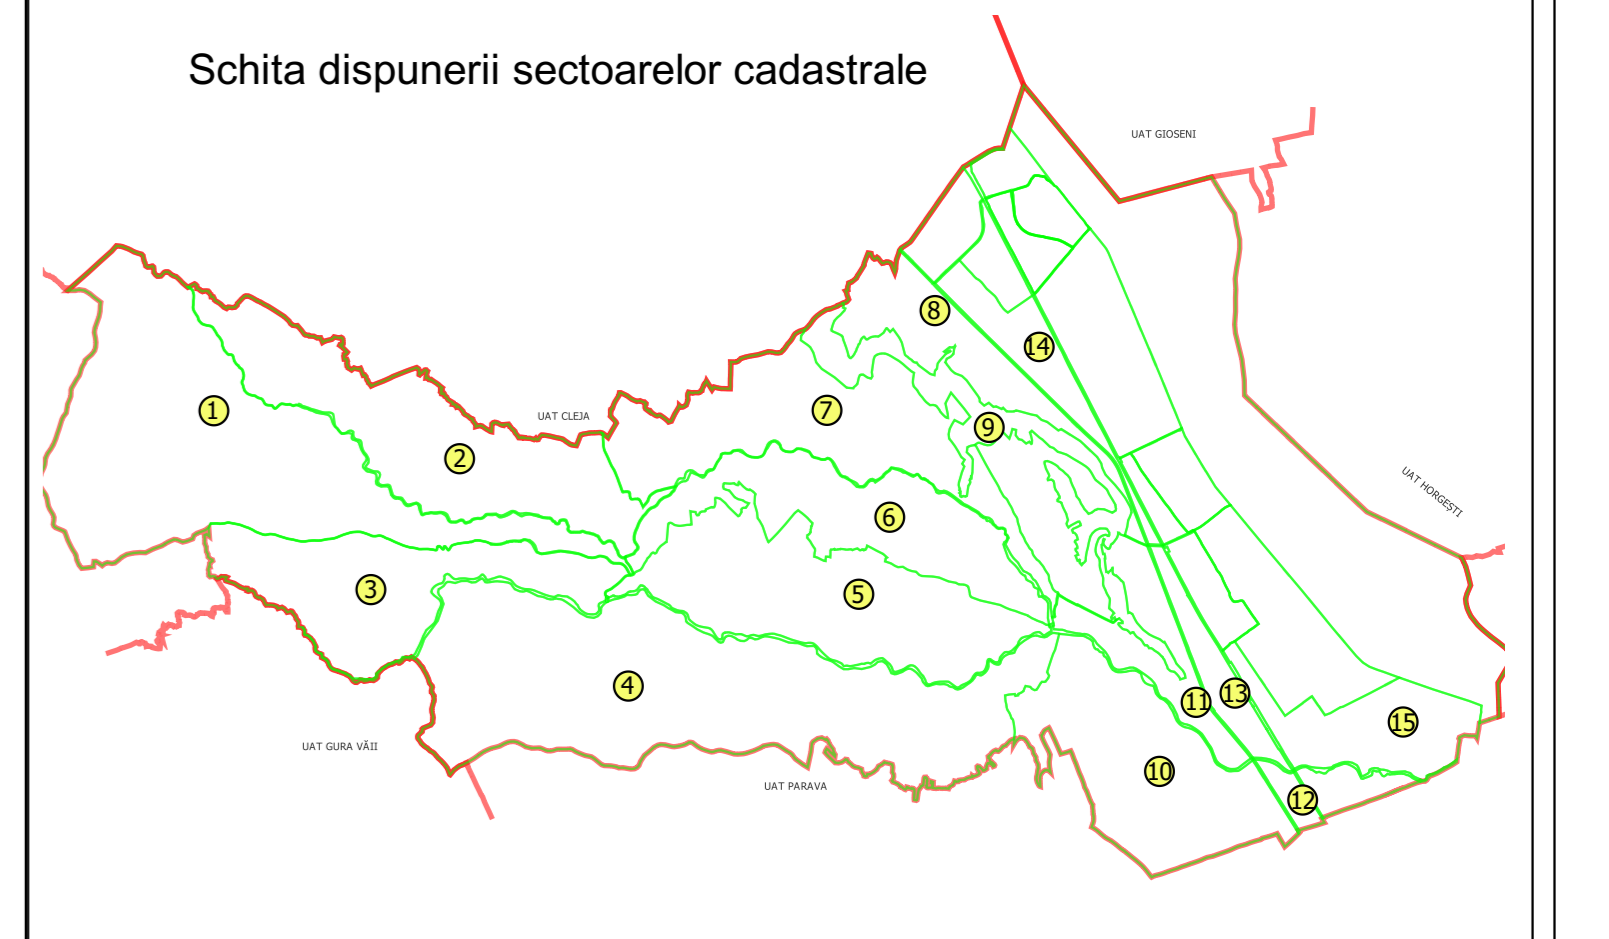 Schita dispunerii sectoarelor cadastrale
UAT GIOSENI
8
14
1
UAT CLEJA
7
9
2
UAT HORGEȘTI
6
3
5
4
11
13
15
UAT GURA VĂII
10
UAT PARAVA
12